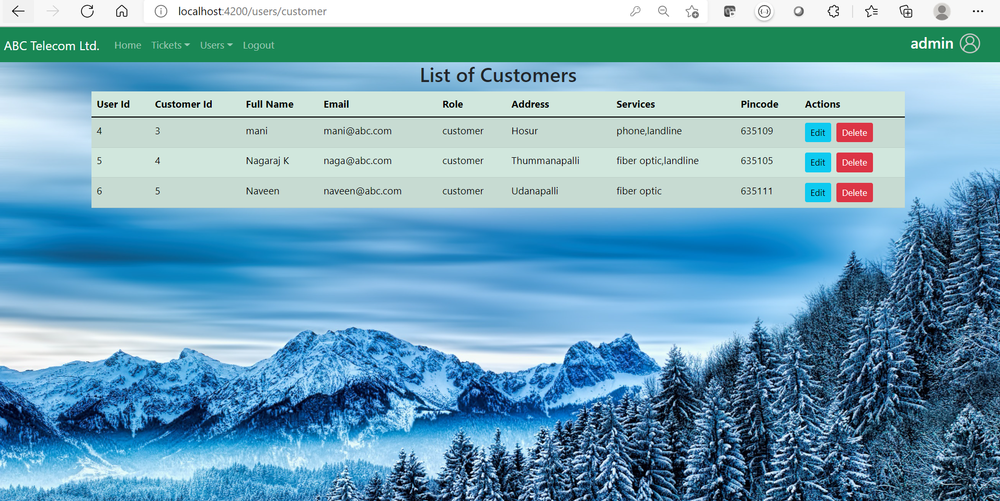 localhost:4200/users/customer
ABC Telecom Ltd. Home Tickets Users Logout admin
List of Customers
User Id Customer Id Full Name Email Role Address Services Pincode Actions
4 3 mani mani@abc.com customer Hosur phone,landline 635109 Edit Delete
5 4 Nagaraj K naga@abc.com customer Thummanapalli fiber optic,landline 635105 Edit Delete
6 5 Naveen naveen@abc.com customer Udanapalli fiber optic 635111 Edit Delete